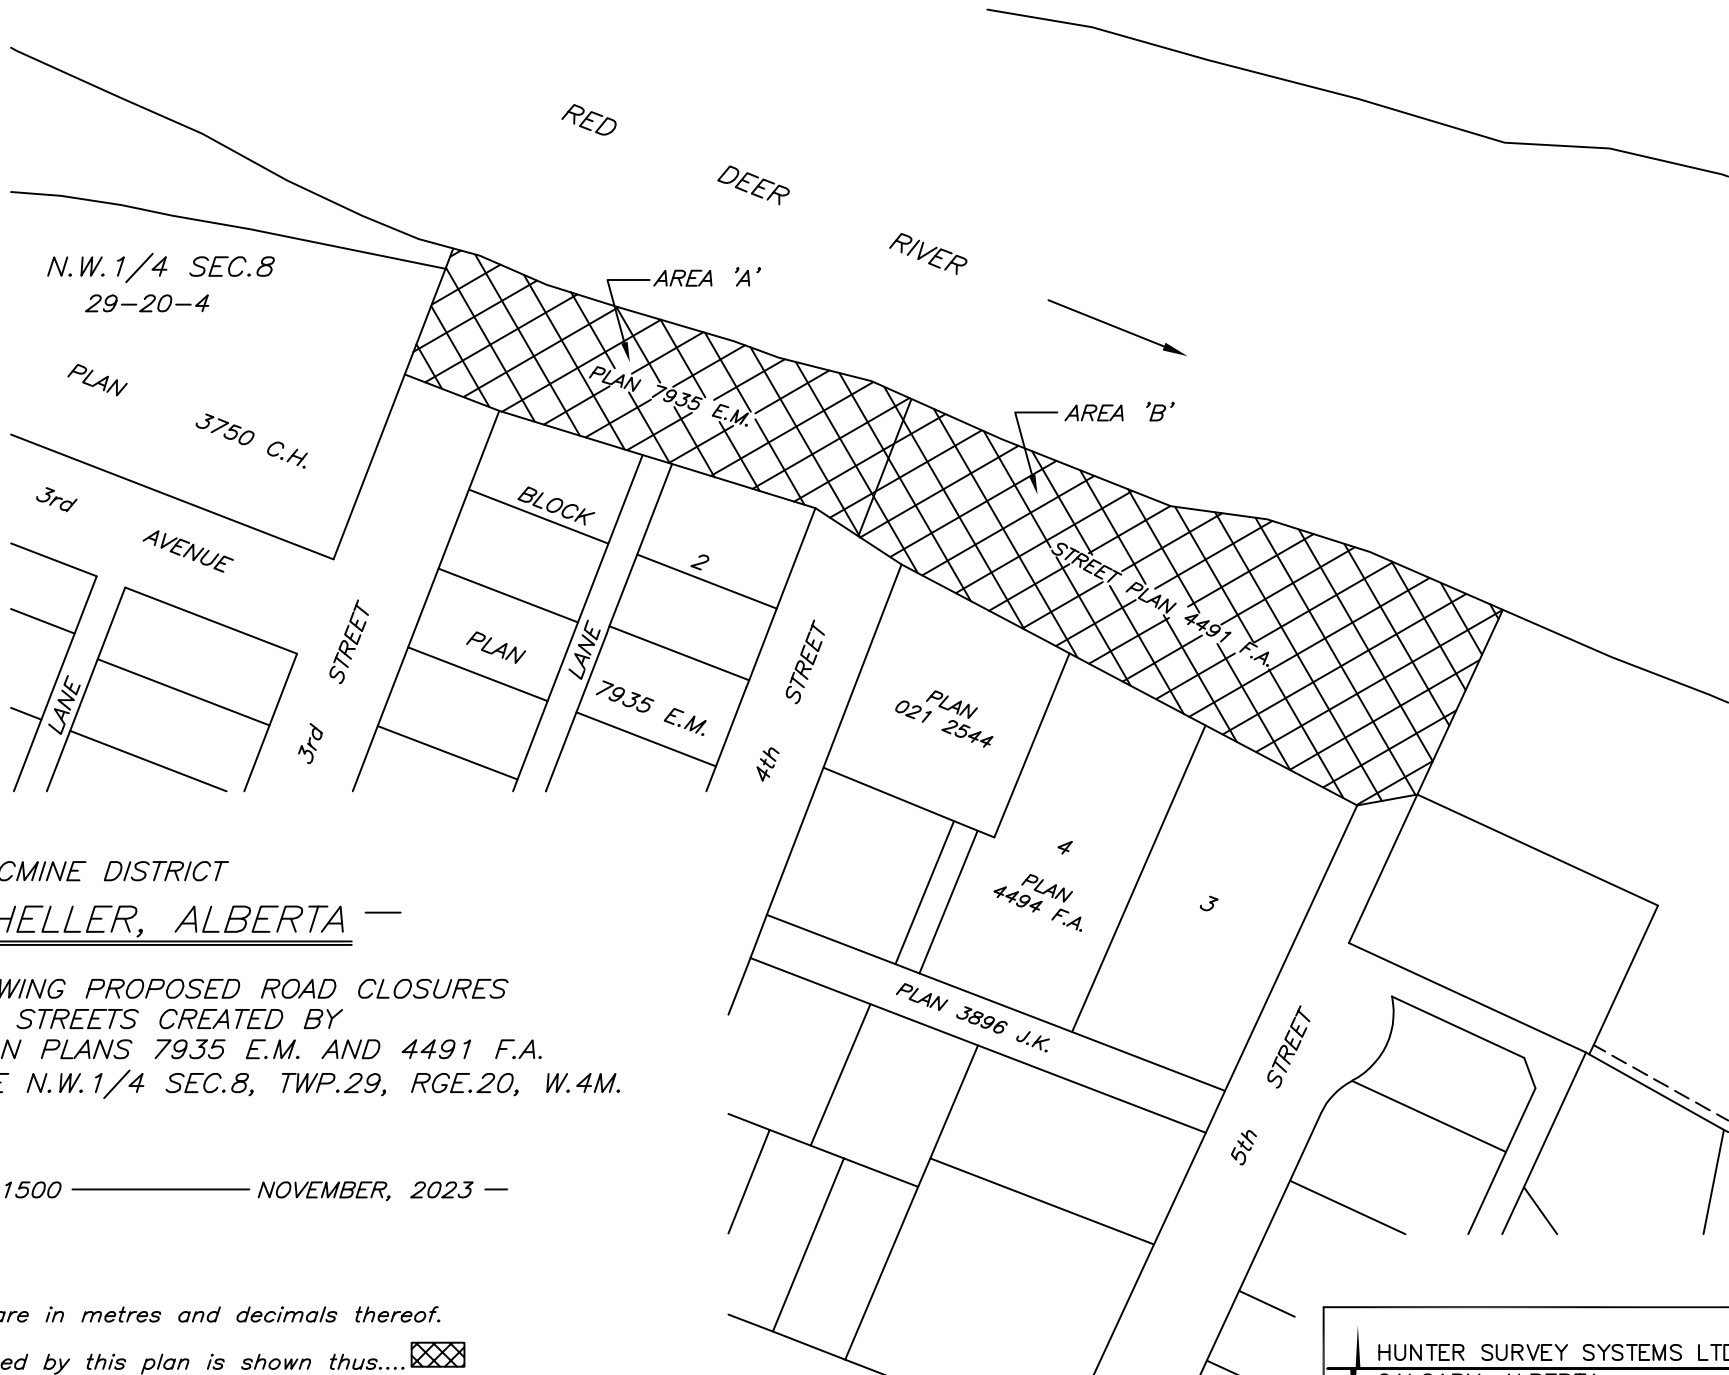 RED
DEER
RIVER
N.W.1/4 SEC.8
29-20-4
AREA 'A'
PLAN
3750 C.H.
PLAN 7935 E.M.
AREA 'B'
3rd
AVENUE
BLOCK
2
STREET PLAN 4491 F.A.
LANE
3rd
STREET
PLAN
7935 E.M.
LANE
4th
STREET
PLAN
021 2544
4
PLAN
4494 F.A.
3
PLAN 3896 J.K.
5th
STREET
CMINE DISTRICT
HELLER, ALBERTA —
WING PROPOSED ROAD CLOSURES
STREETS CREATED BY
N PLANS 7935 E.M. AND 4491 F.A.
E N.W.1/4 SEC.8, TWP.29, RGE.20, W.4M.
1500 ——— NOVEMBER, 2023 —
are in metres and decimals thereof.
ed by this plan is shown thus....
HUNTER SURVEY SYSTEMS LTD